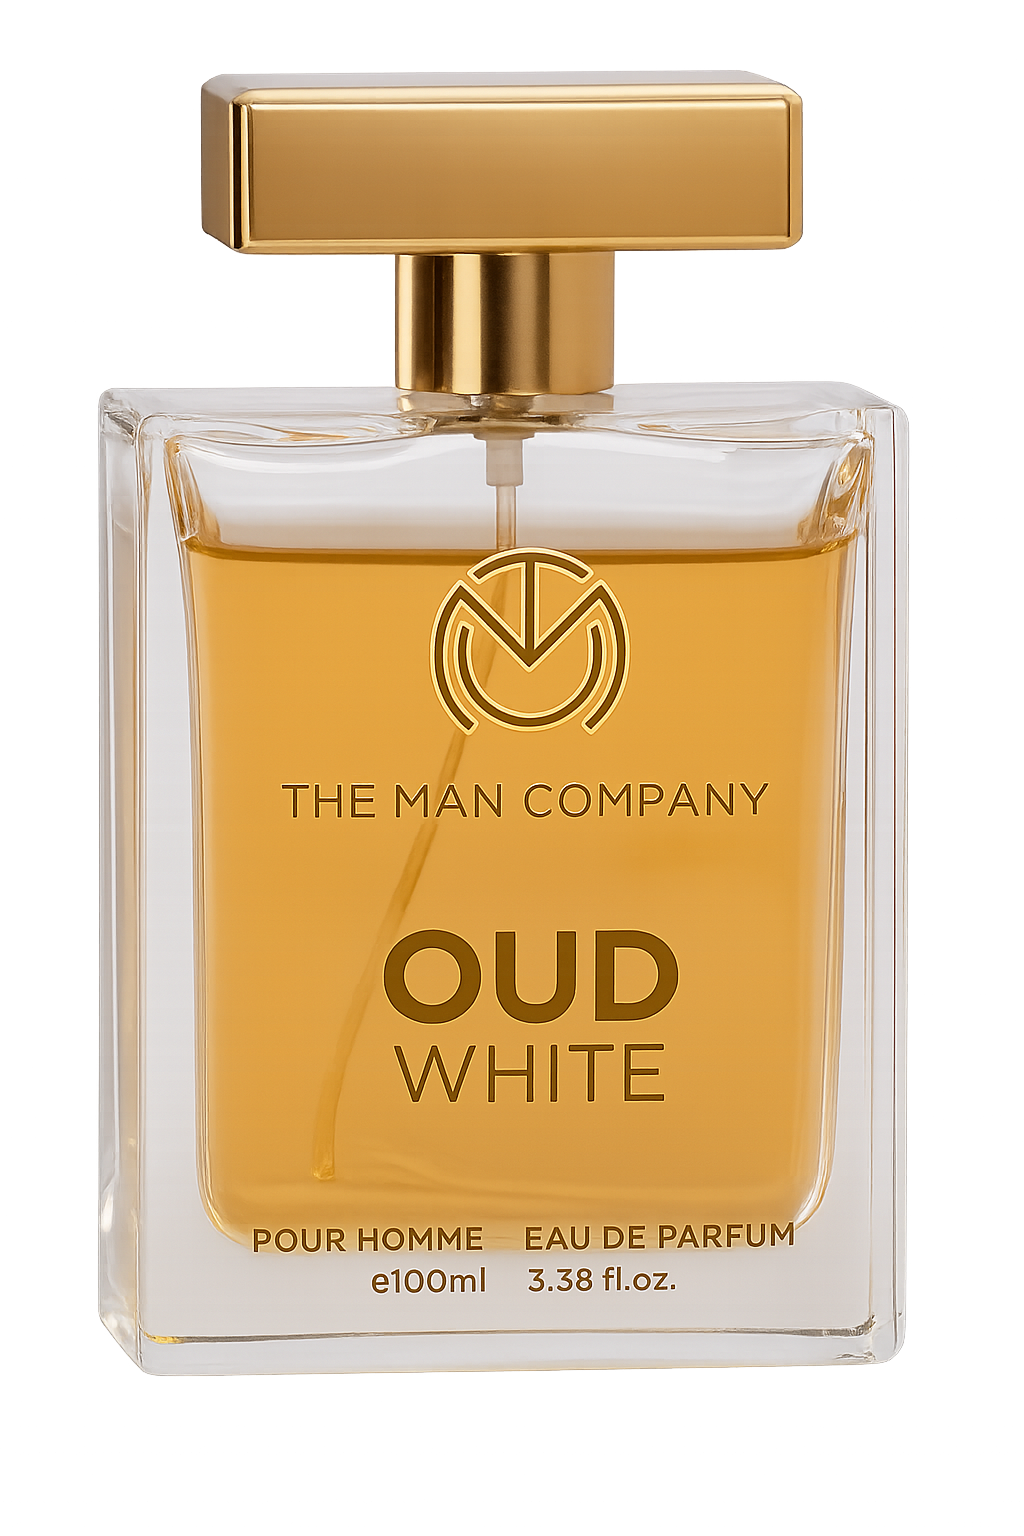 THE MAN COMPANY
OUD
WHITE
POUR HOMME EAU DE PARFUM
e100ml 3.38 fl.oz.